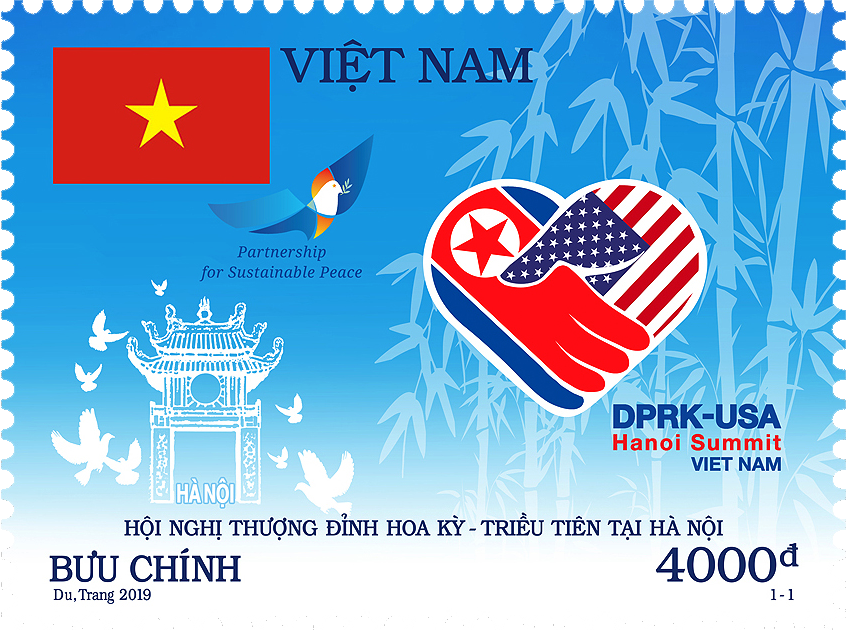 VIỆT NAM
Partnership
for Sustainable Peace
DPRK-USA
Hanoi Summit
VIET NAM
HÀ NỘI
HỘI NGHỊ THƯỢNG ĐỈNH HOA KỲ - TRIỀU TIÊN TẠI HÀ NỘI
BƯU CHÍNH
4000đ
Du, Trang 2019
1 - 1